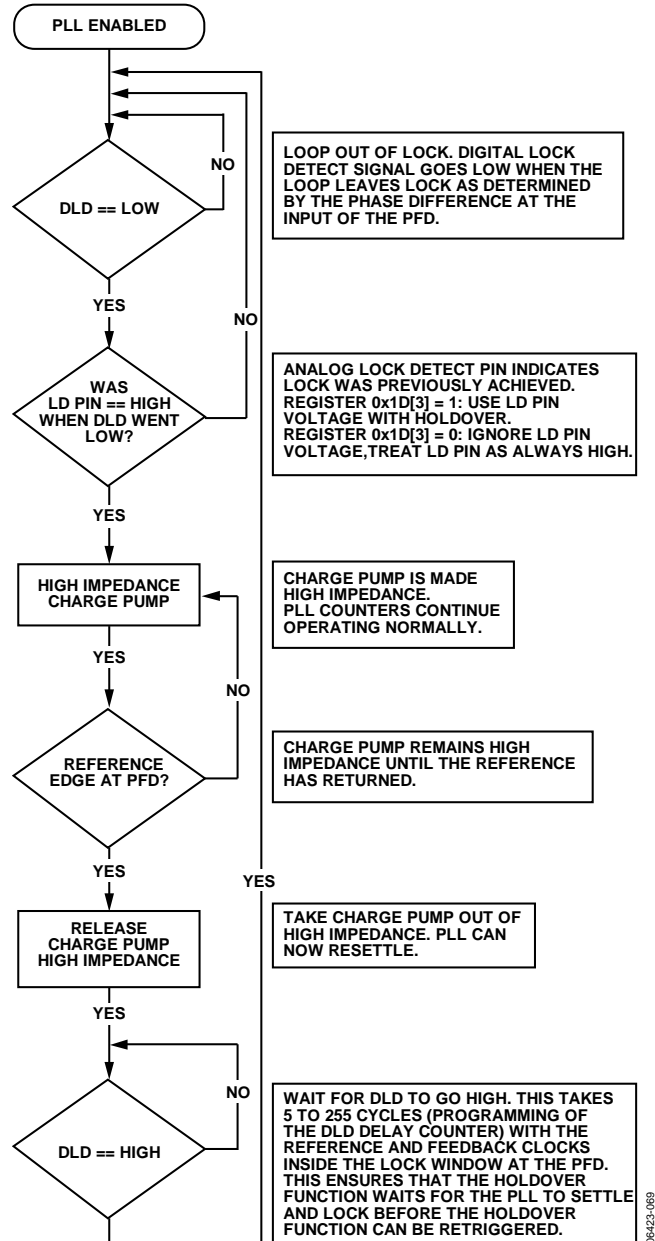 PLL ENABLED
NO
DLD == LOW
LOOP OUT OF LOCK. DIGITAL LOCK
DETECT SIGNAL GOES LOW WHEN THE
LOOP LEAVES LOCK AS DETERMINED
BY THE PHASE DIFFERENCE AT THE
INPUT OF THE PFD.
YES
NO
WAS
LD PIN == HIGH
WHEN DLD WENT
LOW?
ANALOG LOCK DETECT PIN INDICATES
LOCK WAS PREVIOUSLY ACHIEVED.
REGISTER 0x1D[3] = 1: USE LD PIN
VOLTAGE WITH HOLDOVER.
REGISTER 0x1D[3] = 0: IGNORE LD PIN
VOLTAGE,TREAT LD PIN AS ALWAYS HIGH.
YES
HIGH IMPEDANCE
CHARGE PUMP
CHARGE PUMP IS MADE
HIGH IMPEDANCE.
PLL COUNTERS CONTINUE
OPERATING NORMALLY.
YES
NO
REFERENCE
EDGE AT PFD?
CHARGE PUMP REMAINS HIGH
IMPEDANCE UNTIL THE REFERENCE
HAS RETURNED.
YES
YES
RELEASE
CHARGE PUMP
HIGH IMPEDANCE
TAKE CHARGE PUMP OUT OF
HIGH IMPEDANCE. PLL CAN
NOW RESETTLE.
YES
NO
DLD == HIGH
WAIT FOR DLD TO GO HIGH. THIS TAKES
5 TO 255 CYCLES (PROGRAMMING OF
THE DLD DELAY COUNTER) WITH THE
REFERENCE AND FEEDBACK CLOCKS
INSIDE THE LOCK WINDOW AT THE PFD.
THIS ENSURES THAT THE HOLDOVER
FUNCTION WAITS FOR THE PLL TO SETTLE
AND LOCK BEFORE THE HOLDOVER
FUNCTION CAN BE RETRIGGERED.
06423-069